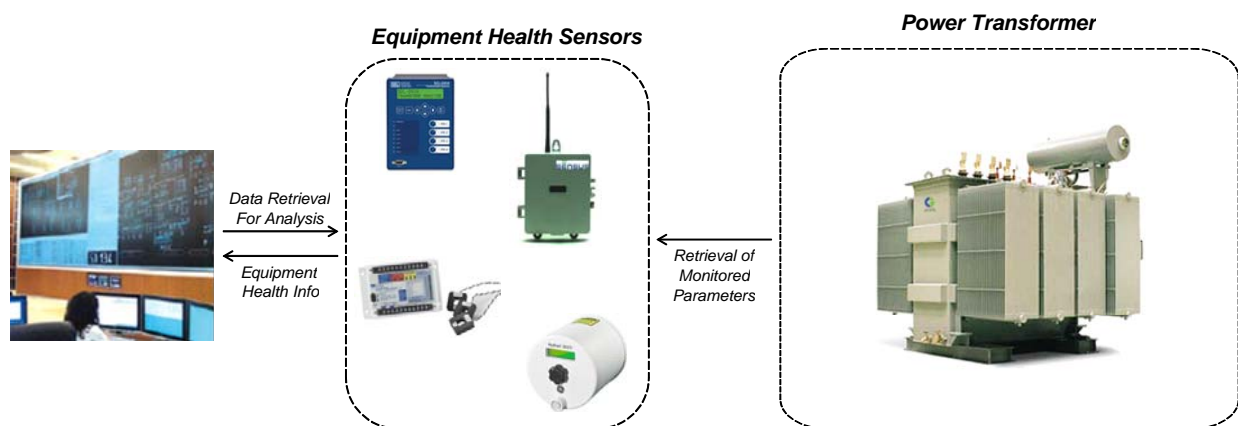 Power Transformer
Equipment Health Sensors
Data Retrieval
For Analysis
Equipment
Health Info
Retrieval of
Monitored
Parameters